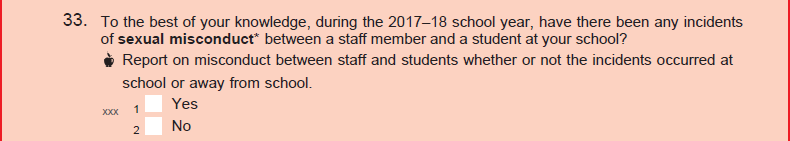 33. To the best of your knowledge, during the 2017–18 school year, have there been any incidents
of sexual misconduct* between a staff member and a student at your school?
Report on misconduct between staff and students whether or not the incidents occurred at
school or away from school.
xxx 1 Yes
2 No